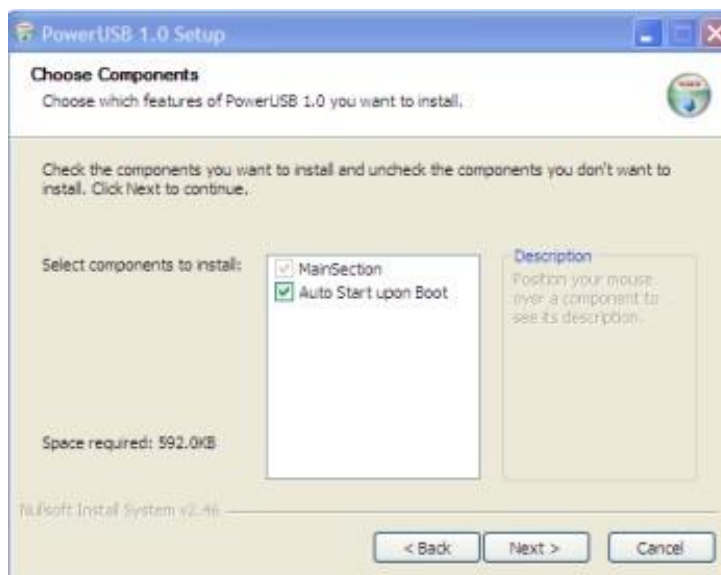 PowerUSB 1.0 Setup
Choose Components
Choose which features of PowerUSB 1.0 you want to install.
Check the components you want to install and uncheck the components you don't want to
install. Click Next to continue.
Select components to install:
MainSection
Auto Start upon Boot
Description
Position your mouse
over a component to
see its description.
Space required: 592.0KB
Nullsoft Install System v2.46
< Back
Next >
Cancel